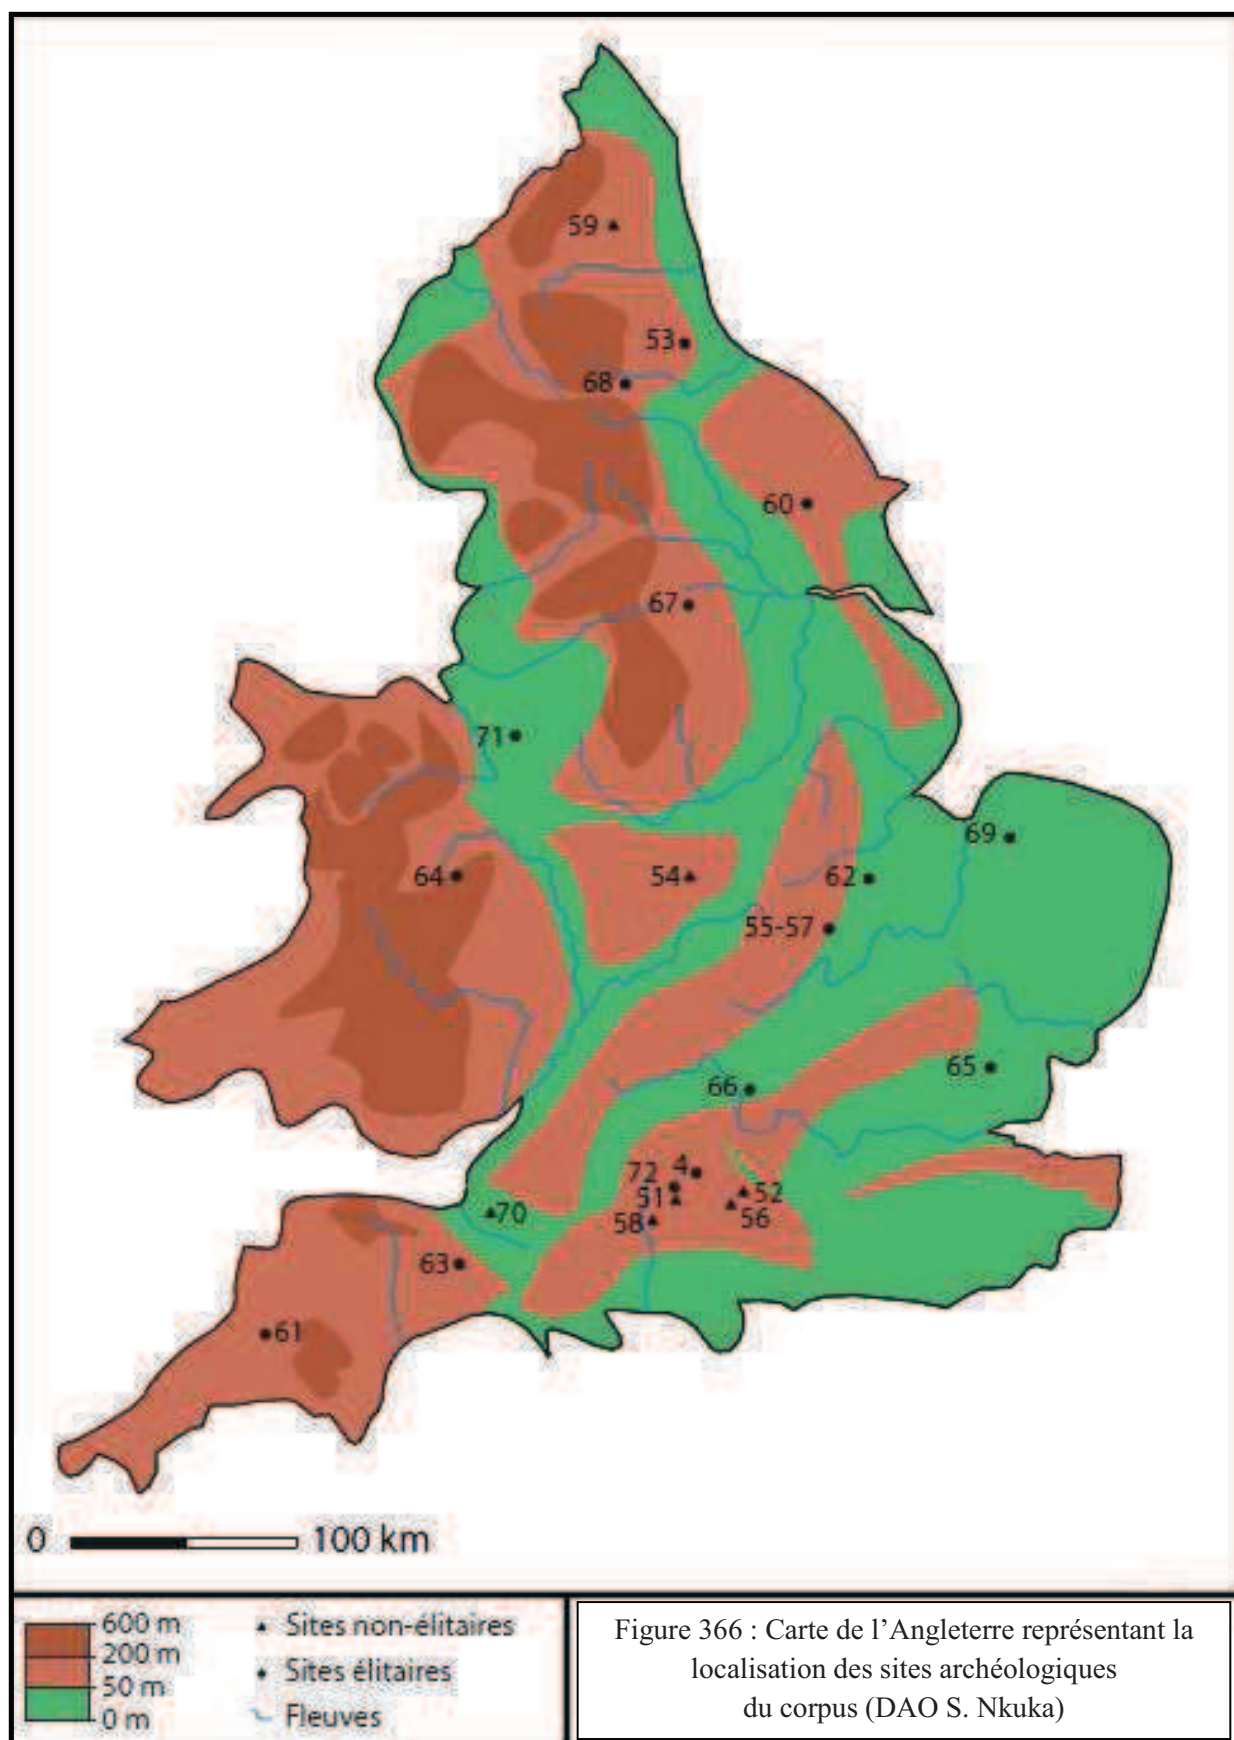 59
53
68
60
67
71
69
64
54
62
55-57
65
66
4
72
52
51
56
70
58
63
61
0 100 km
600 m
200 m
50 m
0 m
Sites non-élitaires
Sites élitaires
Fleuves
Figure 366 : Carte de l’Angleterre représentant la
localisation des sites archéologiques
du corpus (DAO S. Nkuka)